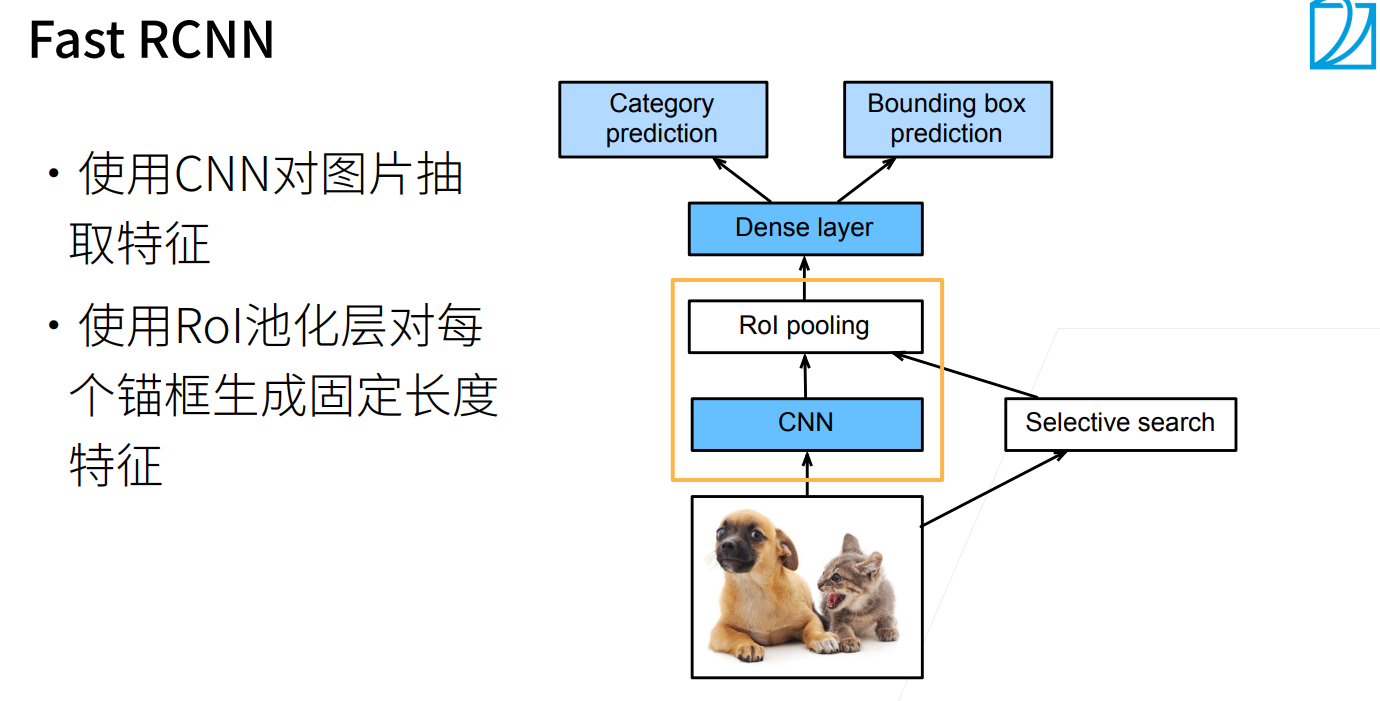 Fast RCNN
• 使用CNN对图片抽
取特征
• 使用RoI池化层对每
个锚框生成固定长度
特征
Category
prediction
Bounding box
prediction
Dense layer
RoI pooling
CNN
Selective search